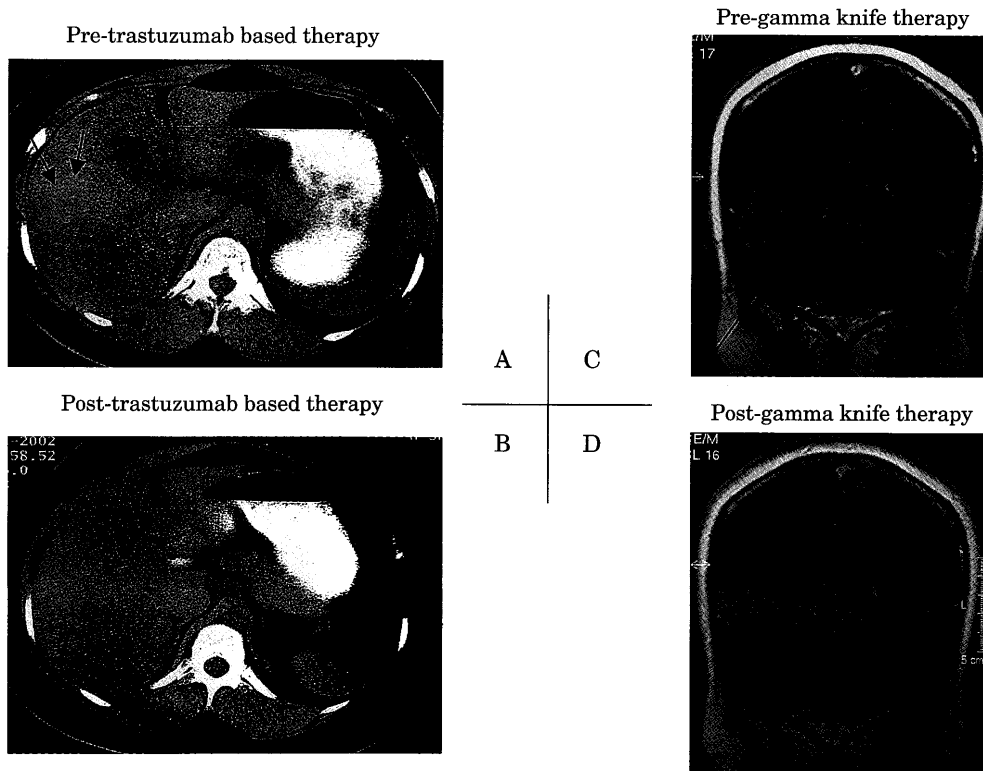 Pre-trastuzumab based therapy
Pre-gamma knife therapy
17
A
C
Post-trastuzumab based therapy
Post-gamma knife therapy
B
D
-2002
58.52
.0
E/M
L 16
L
5 cm